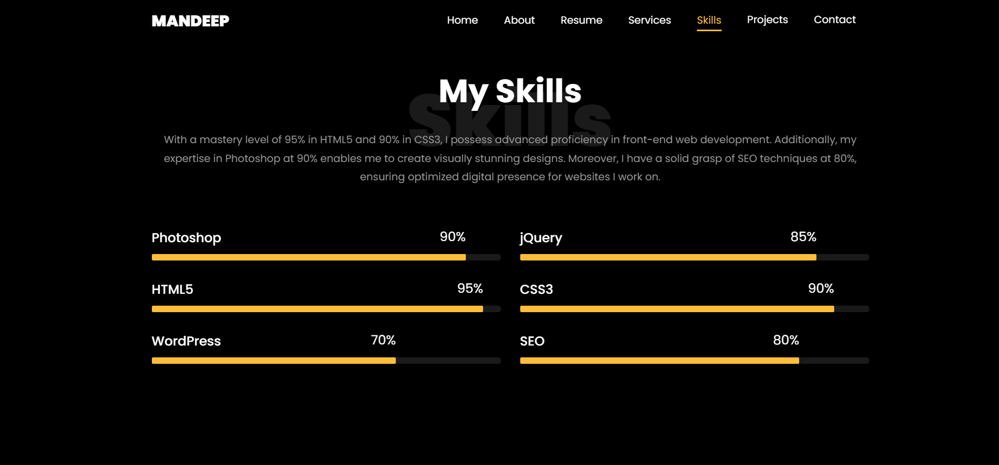 MANDEEP
Home About Resume Services Skills Projects Contact
My Skills
Skills
With a mastery level of 95% in HTML5 and 90% in CSS3, I possess advanced proficiency in front-end web development. Additionally, my
expertise in Photoshop at 90% enables me to create visually stunning designs. Moreover, I have a solid grasp of SEO techniques at 80%,
ensuring optimized digital presence for websites I work on.
Photoshop 90%
jQuery 85%
HTML5 95%
CSS3 90%
WordPress 70%
SEO 80%